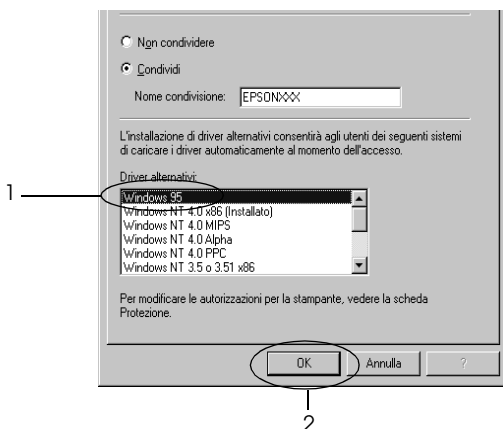 Non condividere
Condividi
Nome condivisione: EPSONXXX
L'installazione di driver alternativi consentirà agli utenti dei seguenti sistemi
di caricare i driver automaticamente al momento dell'accesso.
Driver alternativi:
1
Windows 95
Windows NT 4.0 x86 (Installato)
Windows NT 4.0 MIPS
Windows NT 4.0 Alpha
Windows NT 4.0 PPC
Windows NT 3.5 o 3.51 x86
Per modificare le autorizzazioni per la stampante, vedere la scheda
Protezione.
OK Annulla ?
2